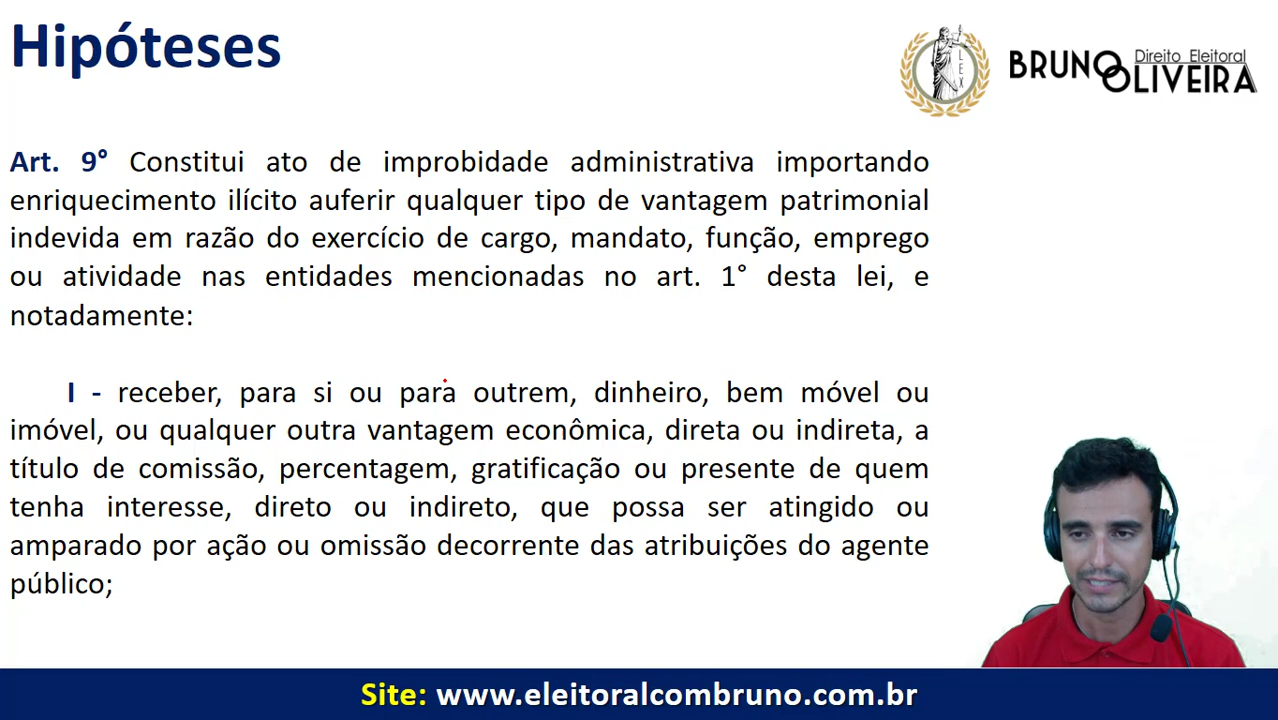 Hipóteses
LEX
Direito Eleitoral
BRUNO
OLIVEIRA
Art. 9° Constitui ato de improbidade administrativa importando
enriquecimento ilícito auferir qualquer tipo de vantagem patrimonial
indevida em razão do exercício de cargo, mandato, função, emprego
ou atividade nas entidades mencionadas no art. 1° desta lei, e
notadamente:
I - receber, para si ou para outrem, dinheiro, bem móvel ou
imóvel, ou qualquer outra vantagem econômica, direta ou indireta, a
título de comissão, percentagem, gratificação ou presente de quem
tenha interesse, direto ou indireto, que possa ser atingido ou
amparado por ação ou omissão decorrente das atribuições do agente
público;
Site: www.eleitoralcombruno.com.br